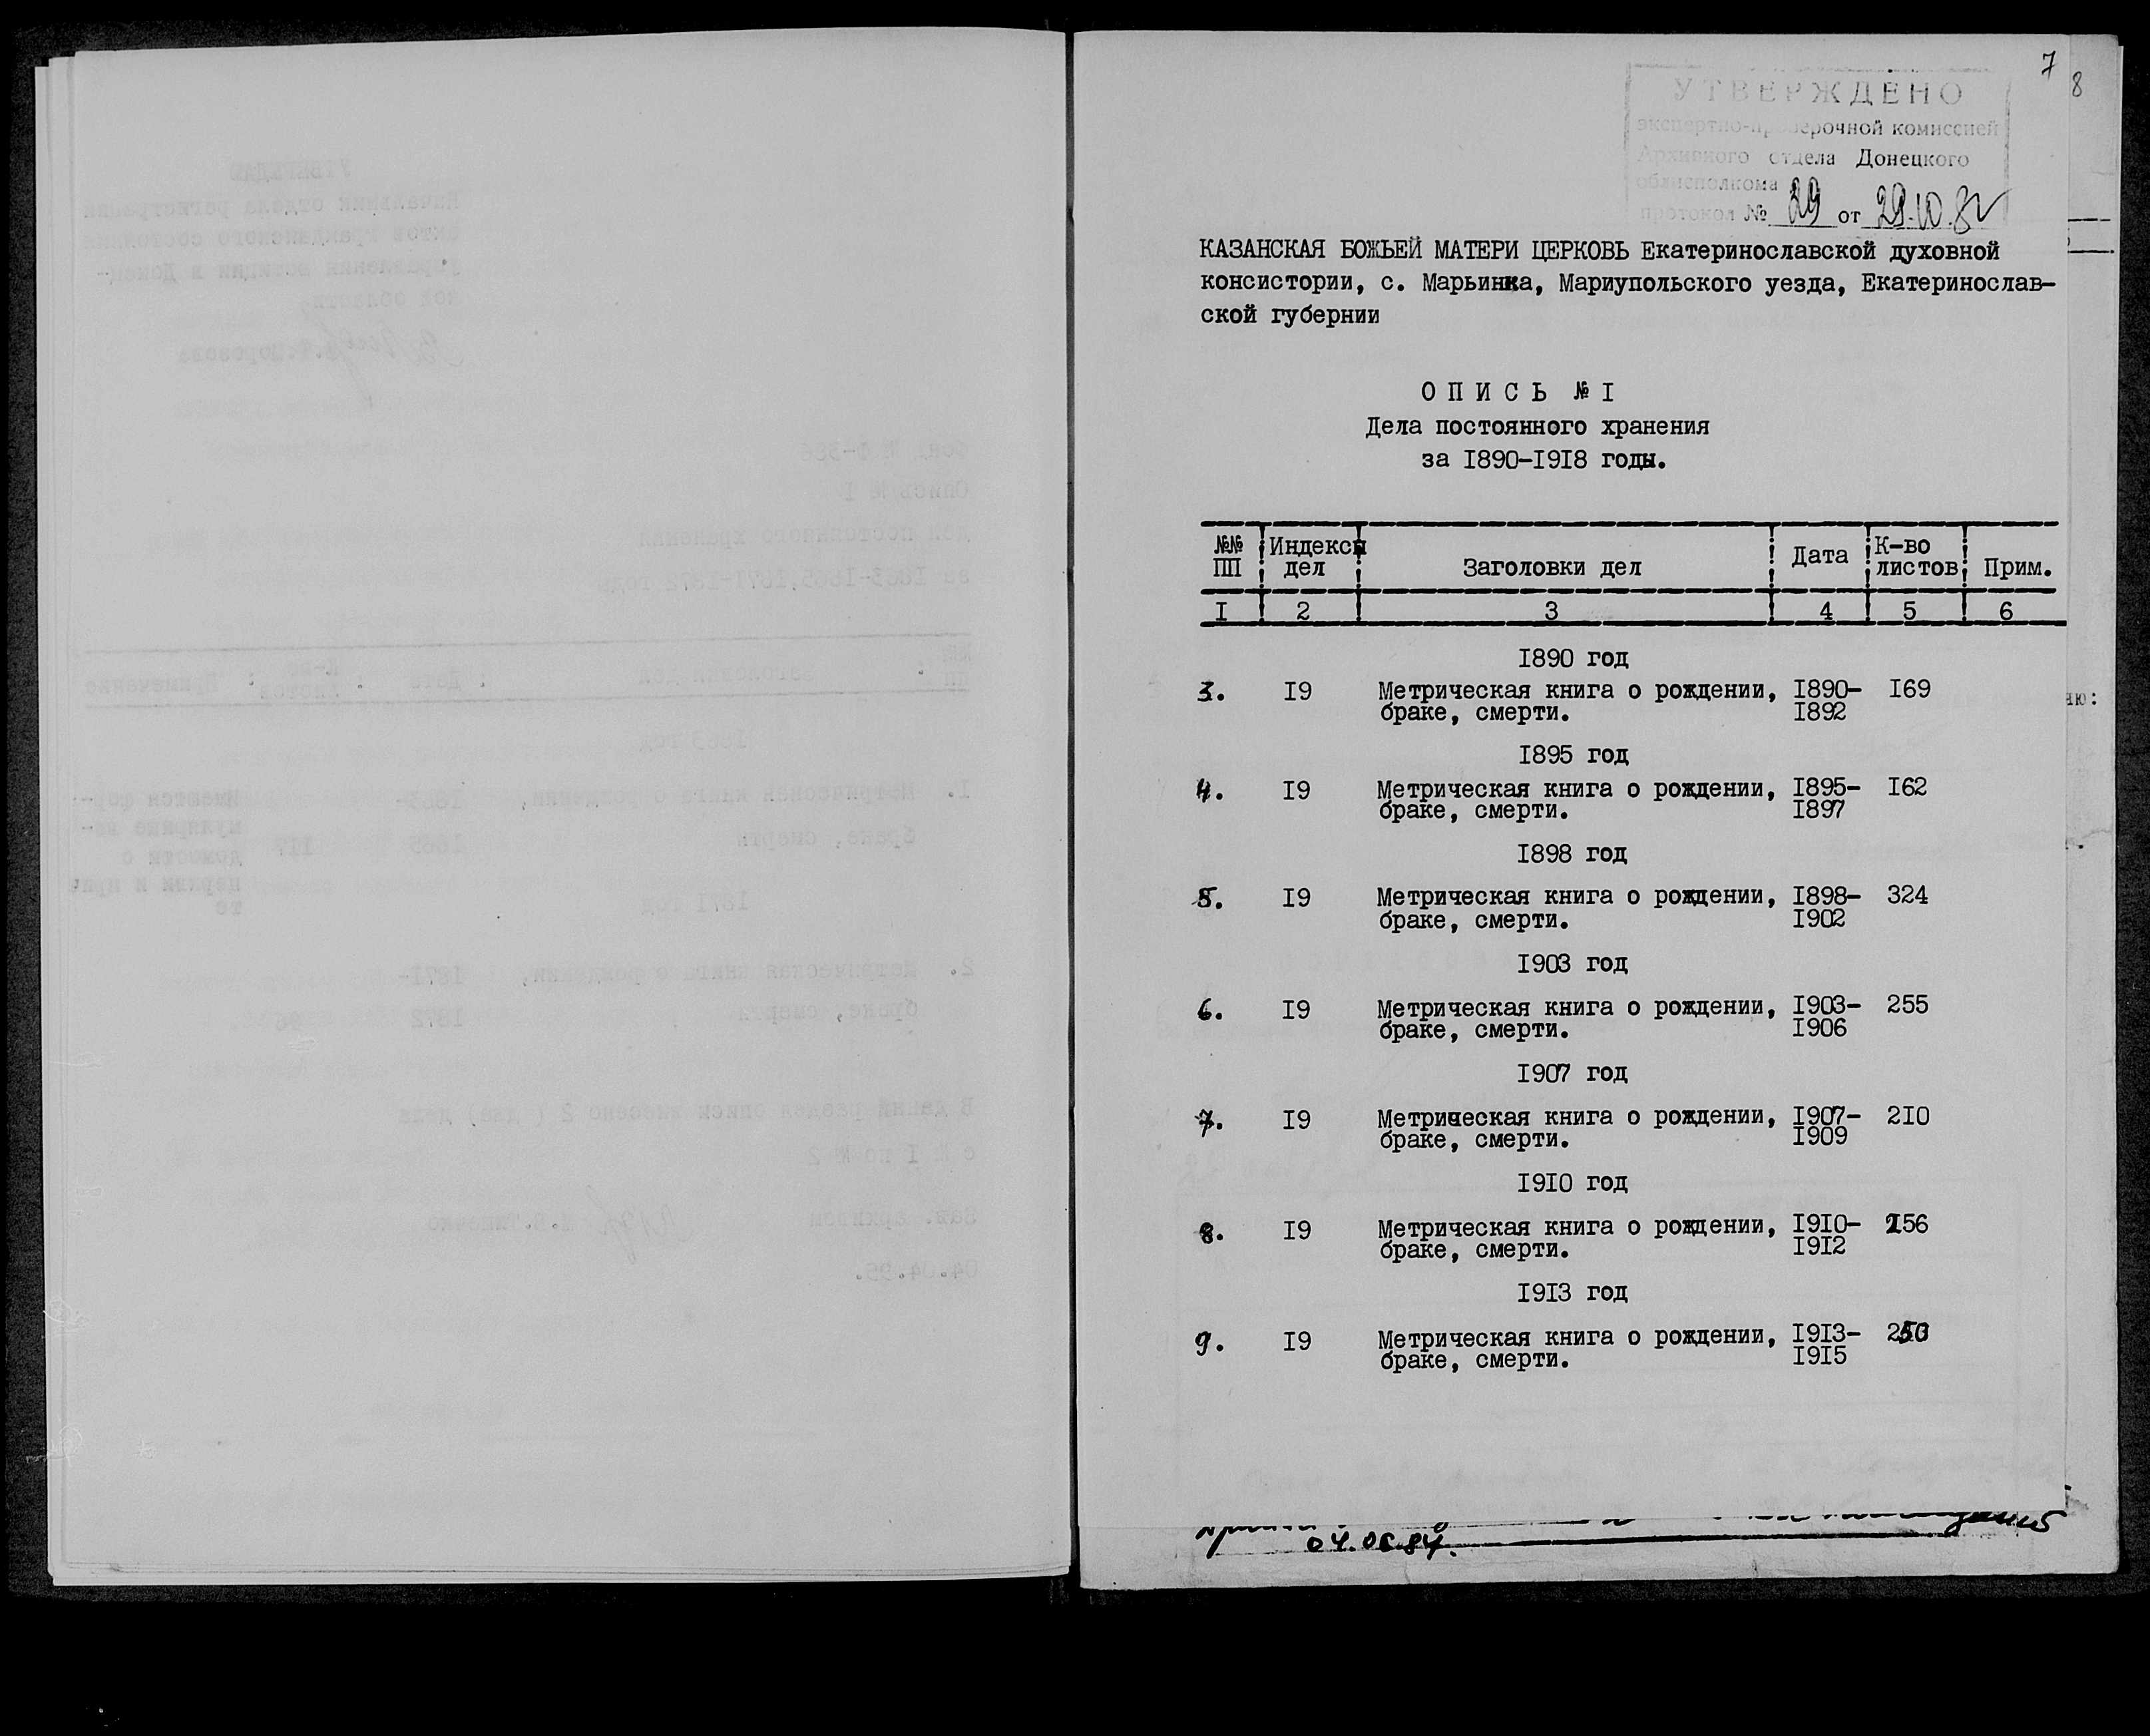 7
8
УТВЕРЖДЕНО
экспертно-проверочной комиссией
Архивного отдела Донецкого
облисполкома
протокол № 29 от 29.10.82
КАЗАНСКАЯ БОЖЬЕЙ МАТЕРИ ЦЕРКОВЬ Екатеринославской духовной
консистории, с. Марьинка, Мариупольского уезда, Екатеринослав-
ской губернии
ОПИСЬ № I
Дела постоянного хранения
за I890-I9I8 годы.
№№ ПП Индексы дел Заголовки дел Дата К-во листов Прим.
I 2 3 4 5 6
I890 год
3. I9 Метрическая книга о рождении, I890- I69
браке, смерти. I892
I895 год
4. I9 Метрическая книга о рождении, I895- I62
браке, смерти. I897
I898 год
5. I9 Метрическая книга о рождении, I898- 324
браке, смерти. I902
I903 год
6. I9 Метрическая книга о рождении, I903- 255
браке, смерти. I906
I907 год
7. I9 Метрическая книга о рождении, I907- 2I0
браке, смерти. I909
I9I0 год
8. I9 Метрическая книга о рождении, I9I0- 256
браке, смерти. I9I2
I9I3 год
9. I9 Метрическая книга о рождении, I9I3- 250
браке, смерти. I9I5
04.06.84.